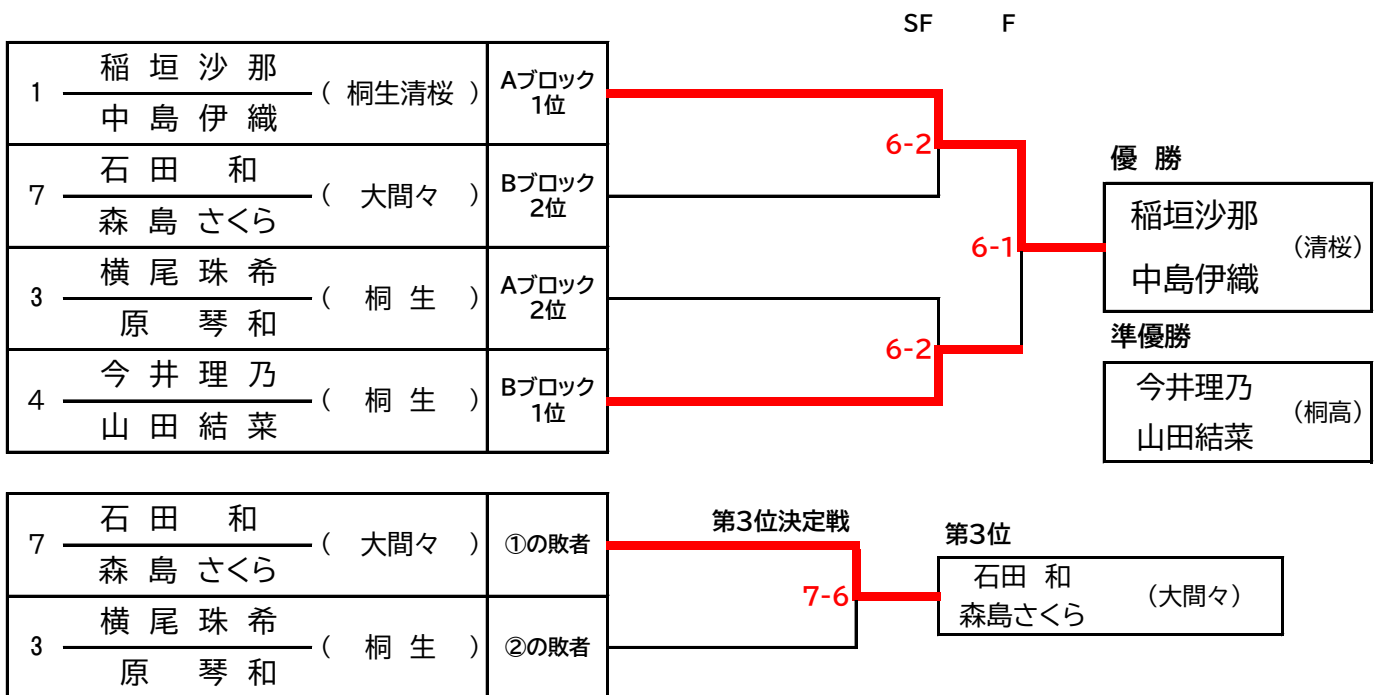 SF F
1 稲垣沙那 (桐生清桜) Aブロック
中島伊織 1位
6-2
7 石田 和 (大間々) Bブロック
森島さくら 2位
3 横尾珠希 (桐生) Aブロック
原 琴和 2位
6-2
4 今井理乃 (桐生) Bブロック
山田結菜 1位
6-1
優勝
稲垣沙那 (清桜)
中島伊織
準優勝
今井理乃 (桐高)
山田結菜
7 石田 和 (大間々) ①の敗者
森島さくら
3 横尾珠希 (桐生) ②の敗者
原 琴和
第3位決定戦
7-6
第3位
石田 和 (大間々)
森島さくら